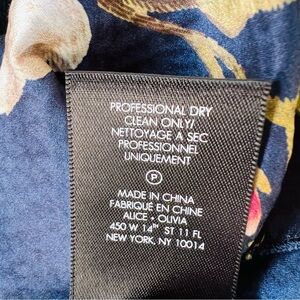 PROFESSIONAL DRY
CLEAN ONLY/
NETTOYAGE A SEC
PROFESSIONNEL
UNIQUEMENT
P
MADE IN CHINA
FABRIQUÉ EN CHINE
ALICE + OLIVIA
450 W 14TH ST 11 FL
NEW YORK, NY 10014